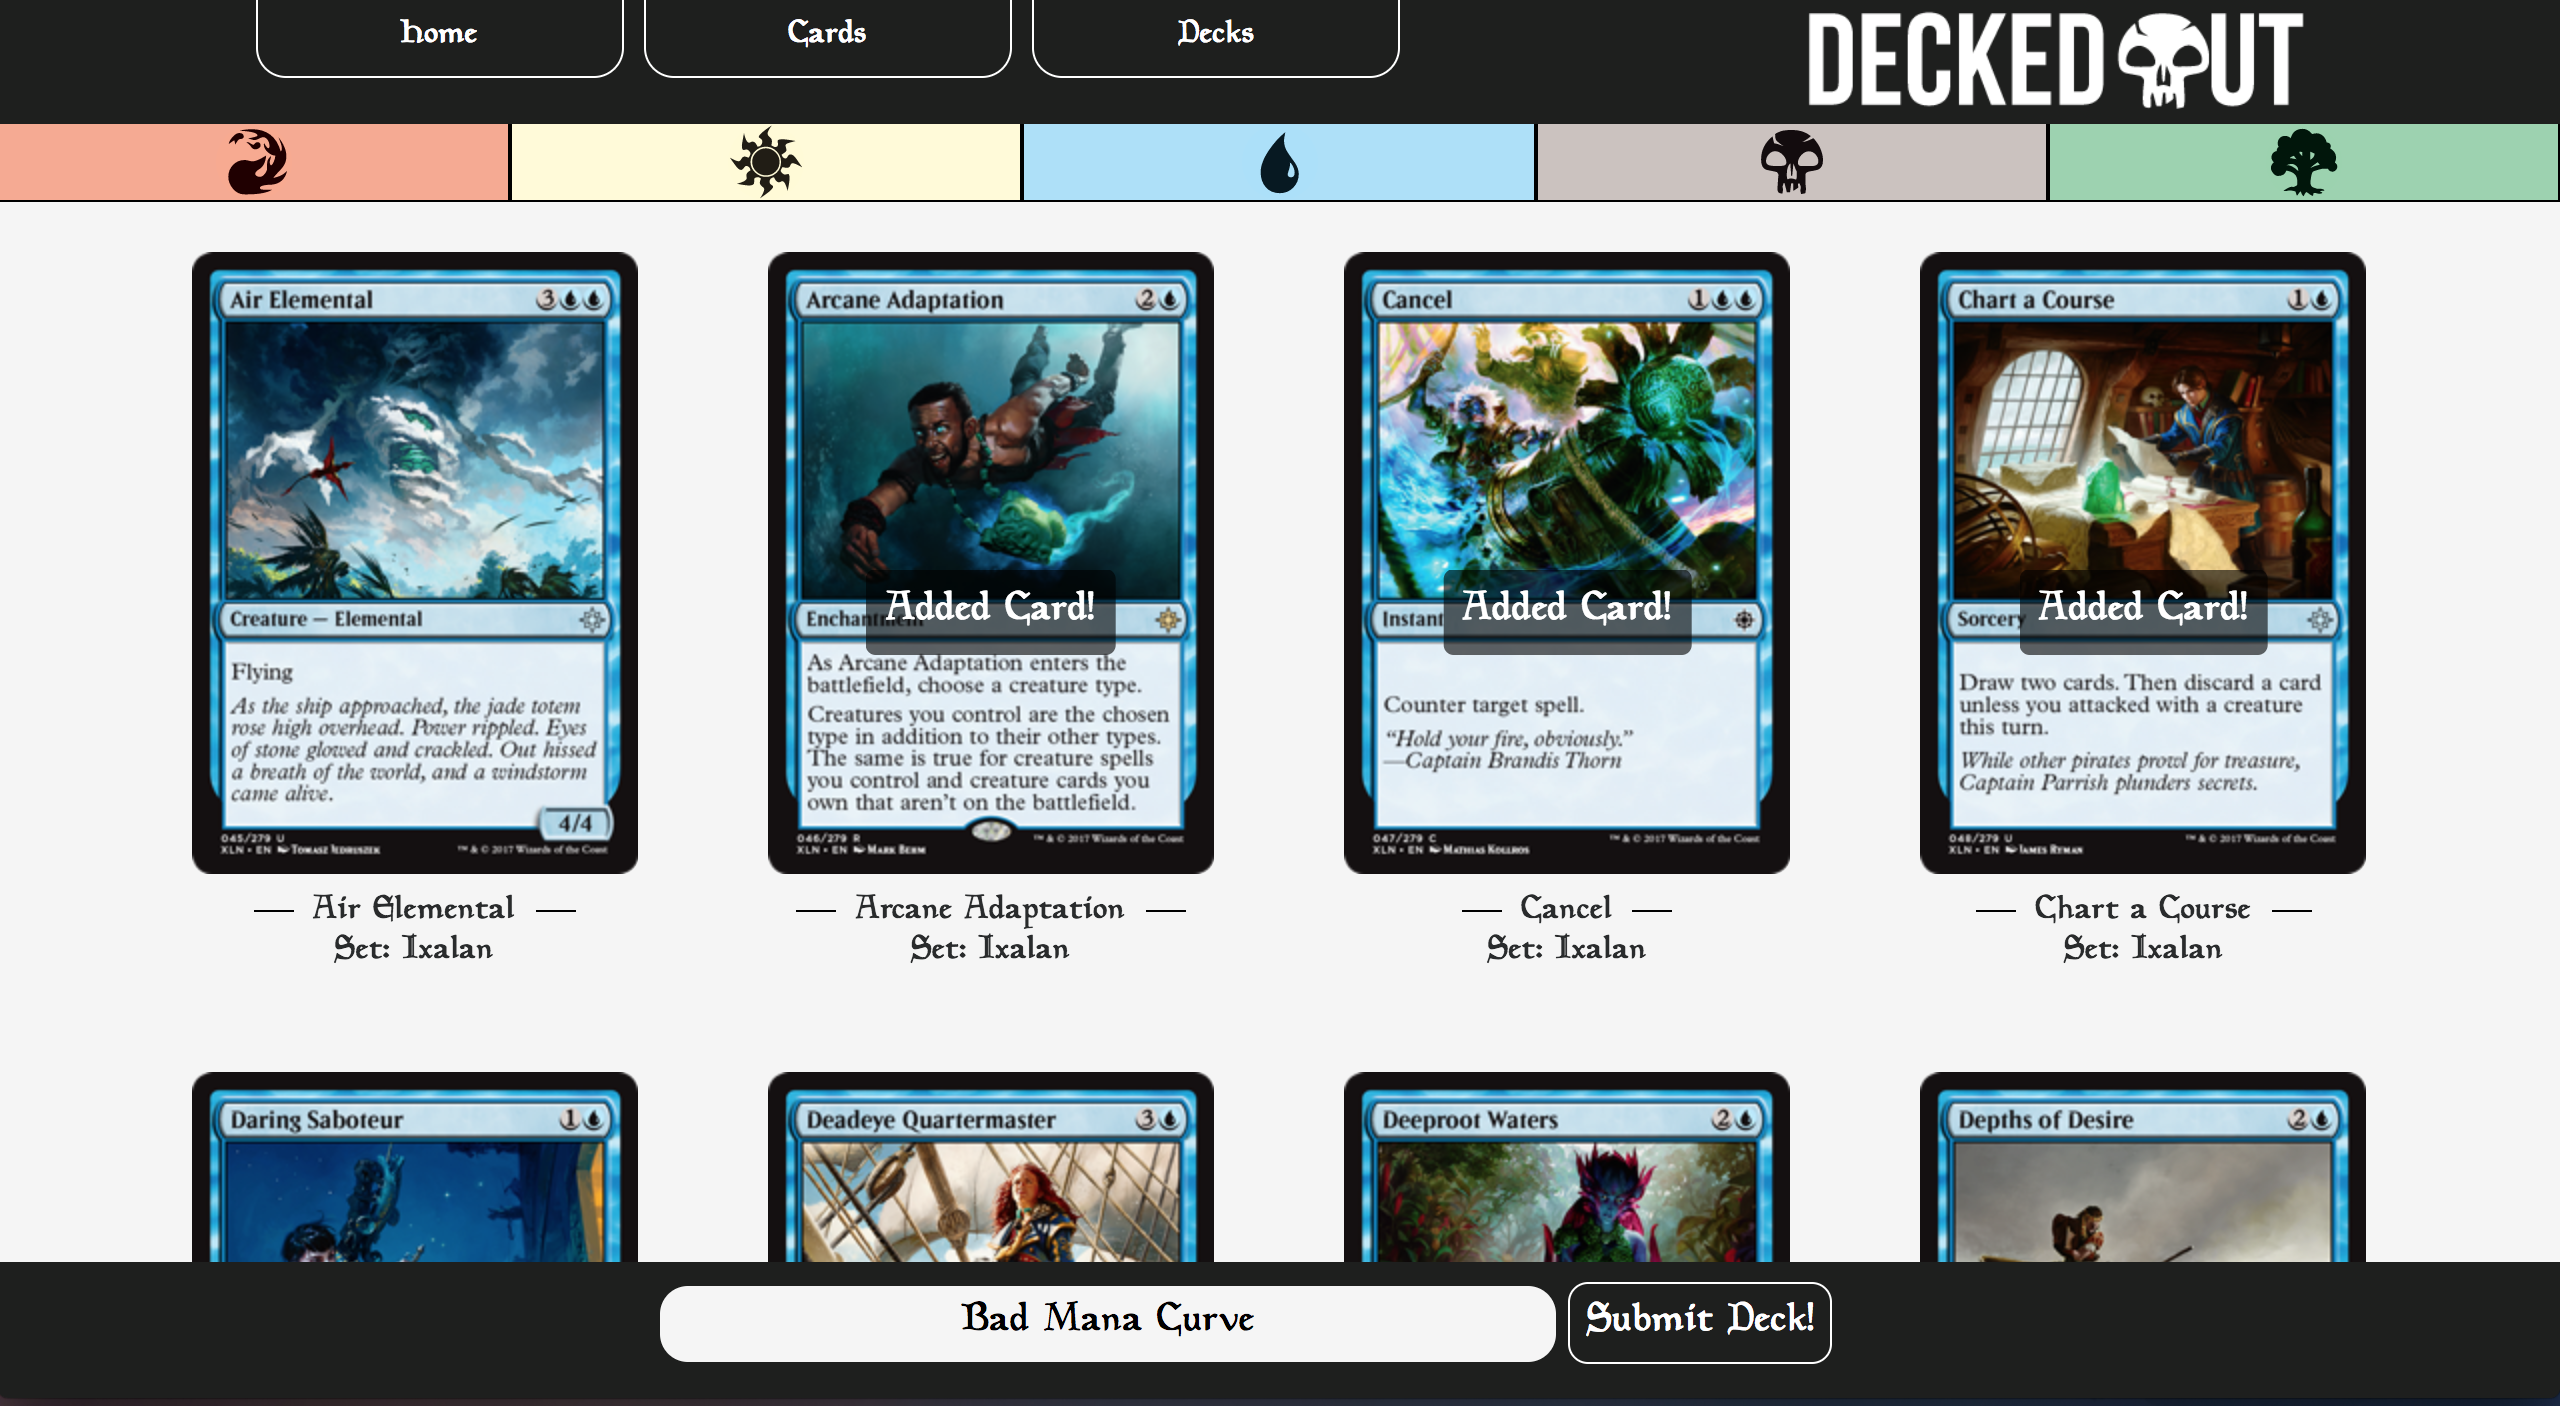 Home
Cards
Decks
DECKED OUT
Air Elemental 3
Creature — Elemental
Flying
As the ship approached, the jade totem
rose high overhead. Power rippled. Eyes
of stone glowed and crackled. Out hissed
a breath of the world, and a windstorm
came alive.
4/4
045/279 U
XLN • EN Tomasz Jedruszek
™ & © 2017 Wizards of the Coast
Arcane Adaptation 2
Enchantment
Added Card!
As Arcane Adaptation enters the
battlefield, choose a creature type.
Creatures you control are the chosen
type in addition to their other types.
The same is true for creature spells
you control and creature cards you
own that aren't on the battlefield.
046/279 R
XLN • EN Mark Behm
™ & © 2017 Wizards of the Coast
Cancel 1
Instant
Added Card!
Counter target spell.
“Hold your fire, obviously.”
—Captain Brandis Thorn
047/279 C
XLN • EN Mathias Kollros
™ & © 2017 Wizards of the Coast
Chart a Course 1
Sorcery
Added Card!
Draw two cards. Then discard a card
unless you attacked with a creature
this turn.
While other pirates prowl for treasure,
Captain Parrish plunders secrets.
048/279 U
XLN • EN James Ryman
™ & © 2017 Wizards of the Coast
Air Elemental
Set: Ixalan
Arcane Adaptation
Set: Ixalan
Cancel
Set: Ixalan
Chart a Course
Set: Ixalan
Daring Saboteur 1
Deadeye Quartermaster 3
Deeproot Waters 2
Depths of Desire 2
Bad Mana Curve
Submit Deck!